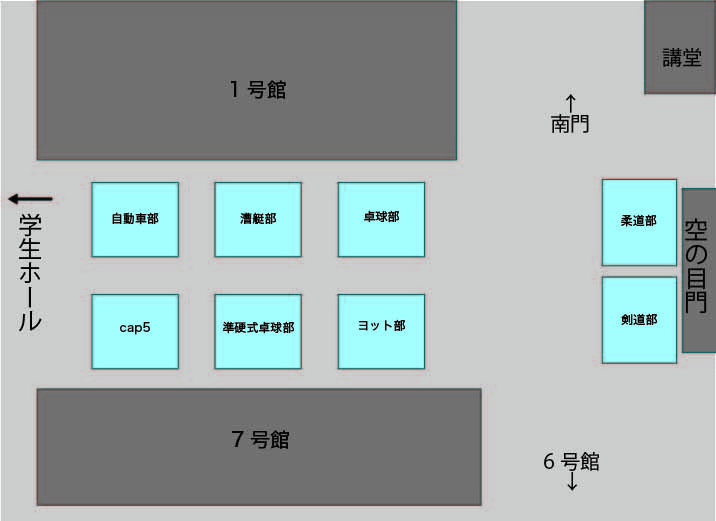 1 号館
講堂
↑
南門
学生ホール
自動車部
漕艇部
卓球部
柔道部
空の目門
cap5
準硬式卓球部
ヨット部
剣道部
7 号館
6 号館
↓